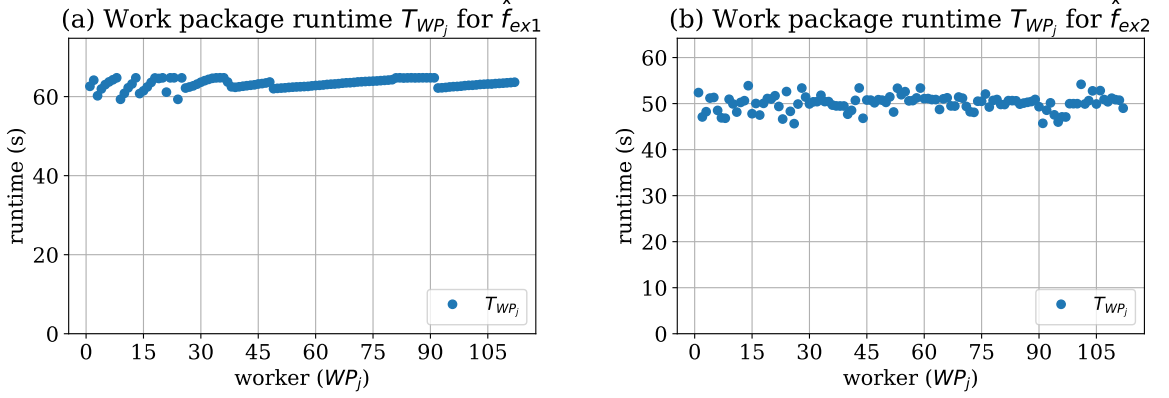 (a) Work package runtime T_{WP_j} for \hat{f}_{ex1}
runtime (s)
60
40
20
0
T_{WP_j}
0 15 30 45 60 75 90 105
worker (WP_j)
(b) Work package runtime T_{WP_j} for \hat{f}_{ex2}
runtime (s)
60
50
40
30
20
10
0
T_{WP_j}
0 15 30 45 60 75 90 105
worker (WP_j)